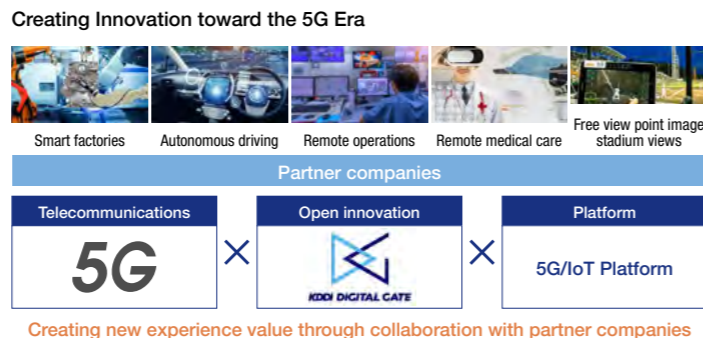 Creating Innovation toward the 5G Era
Smart factories
Autonomous driving
Remote operations
Remote medical care
Free view point image
stadium views
Partner companies
Telecommunications
Open innovation
Platform
5G
×
KDDI DIGITAL GATE
×
5G/IoT Platform
Creating new experience value through collaboration with partner companies